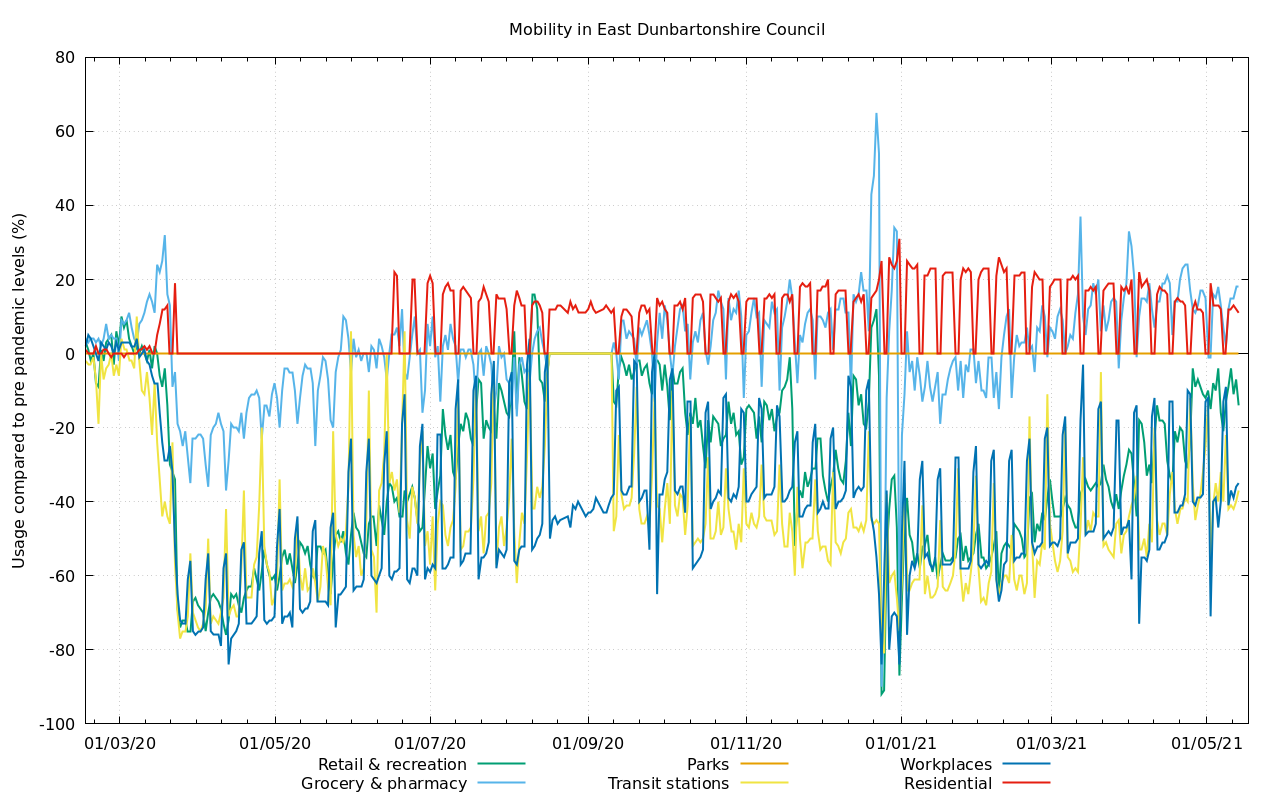 Mobility in East Dunbartonshire Council
Usage compared to pre pandemic levels (%)
80
60
40
20
0
-20
-40
-60
-80
-100
01/03/20 01/05/20 01/07/20 01/09/20 01/11/20 01/01/21 01/03/21 01/05/21
Retail & recreation Parks Workplaces
Grocery & pharmacy Transit stations Residential